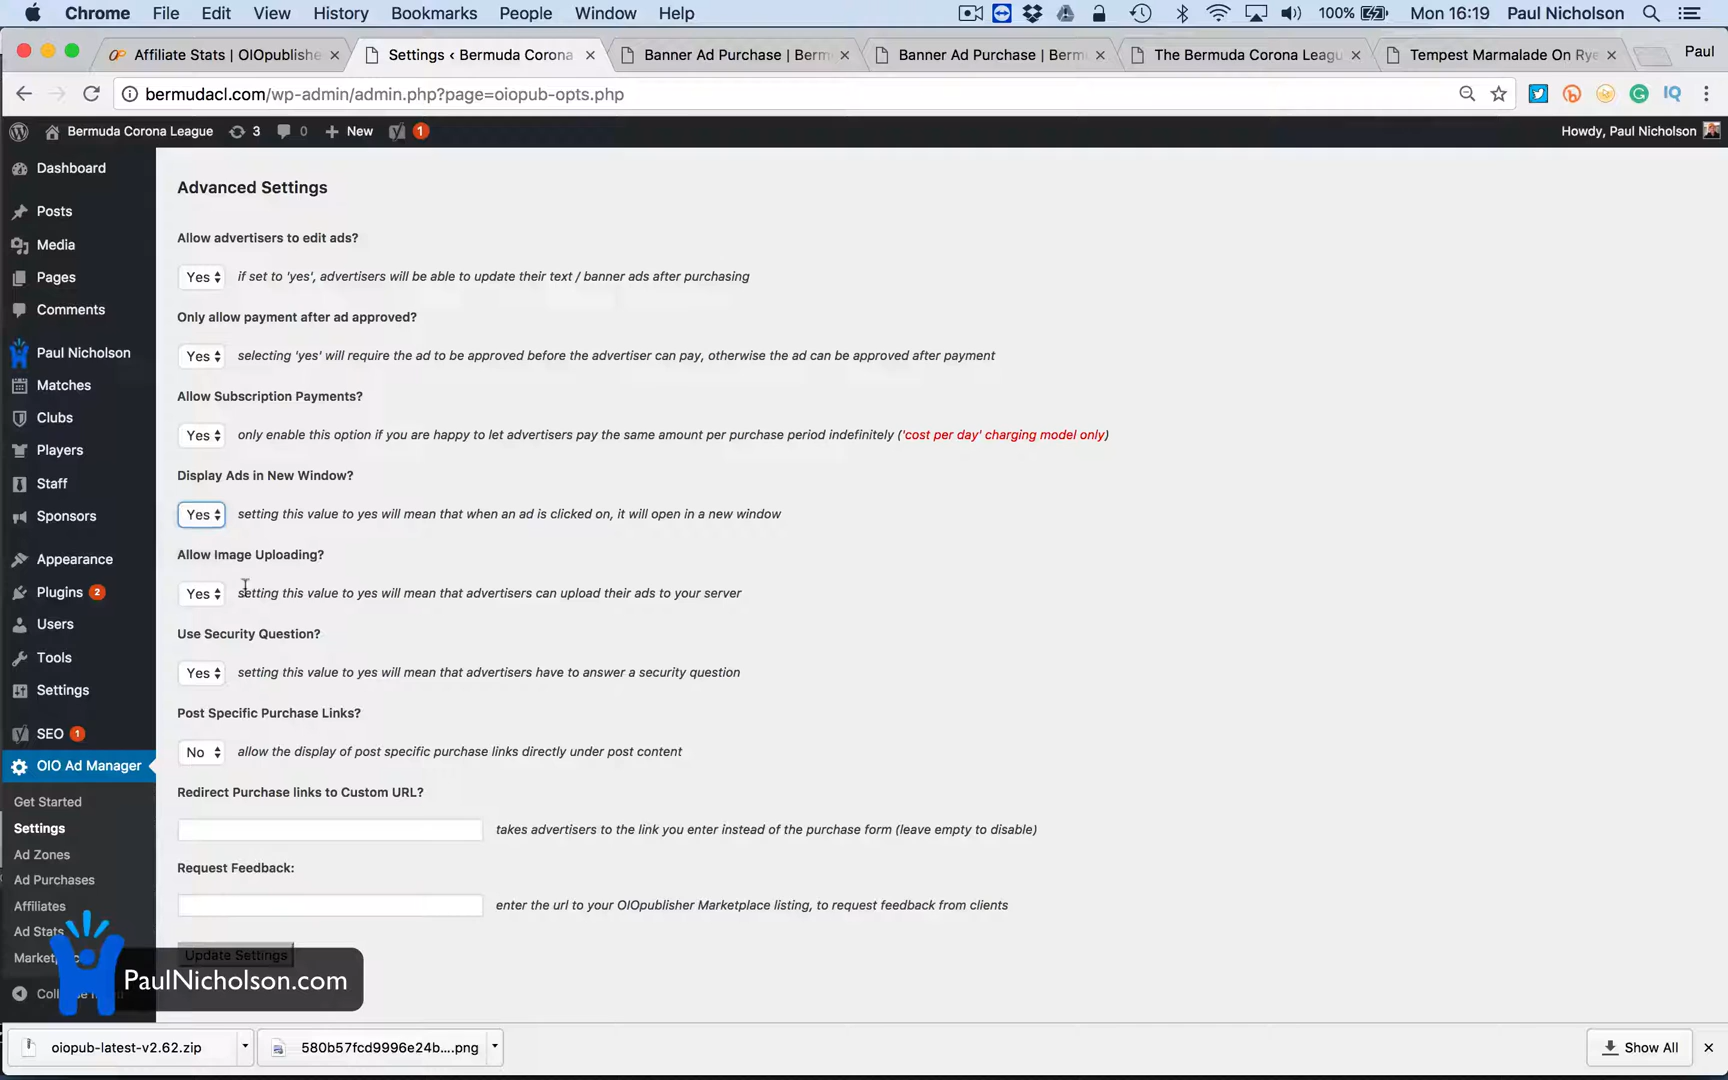 Chrome File Edit View History Bookmarks People Window Help 100% Mon 16:19 Paul Nicholson
Affiliate Stats | OIOpublishe Settings ‹ Bermuda Corona Banner Ad Purchase | Berm Banner Ad Purchase | Berm The Bermuda Corona Leagu Tempest Marmalade On Rye Paul
bermudacl.com/wp-admin/admin.php?page=oiopub-opts.php
Bermuda Corona League 3 0 New 1 Howdy, Paul Nicholson
Dashboard
Posts
Media
Pages
Comments
Paul Nicholson
Matches
Clubs
Players
Staff
Sponsors
Appearance
Plugins 2
Users
Tools
Settings
SEO 1
OIO Ad Manager
Get Started
Settings
Ad Zones
Ad Purchases
Affiliates
Ad Stats
Advanced Settings
Allow advertisers to edit ads?
Yes if set to 'yes', advertisers will be able to update their text / banner ads after purchasing
Only allow payment after ad approved?
Yes selecting 'yes' will require the ad to be approved before the advertiser can pay, otherwise the ad can be approved after payment
Allow Subscription Payments?
Yes only enable this option if you are happy to let advertisers pay the same amount per purchase period indefinitely ('cost per day' charging model only)
Display Ads in New Window?
Yes setting this value to yes will mean that when an ad is clicked on, it will open in a new window
Allow Image Uploading?
Yes setting this value to yes will mean that advertisers can upload their ads to your server
Use Security Question?
Yes setting this value to yes will mean that advertisers have to answer a security question
Post Specific Purchase Links?
No allow the display of post specific purchase links directly under post content
Redirect Purchase links to Custom URL?
takes advertisers to the link you enter instead of the purchase form (leave empty to disable)
Request Feedback:
enter the url to your OIOpublisher Marketplace listing, to request feedback from clients
Update Settings
PaulNicholson.com
oiopub-latest-v2.62.zip 580b57fcd9996e24b....png Show All